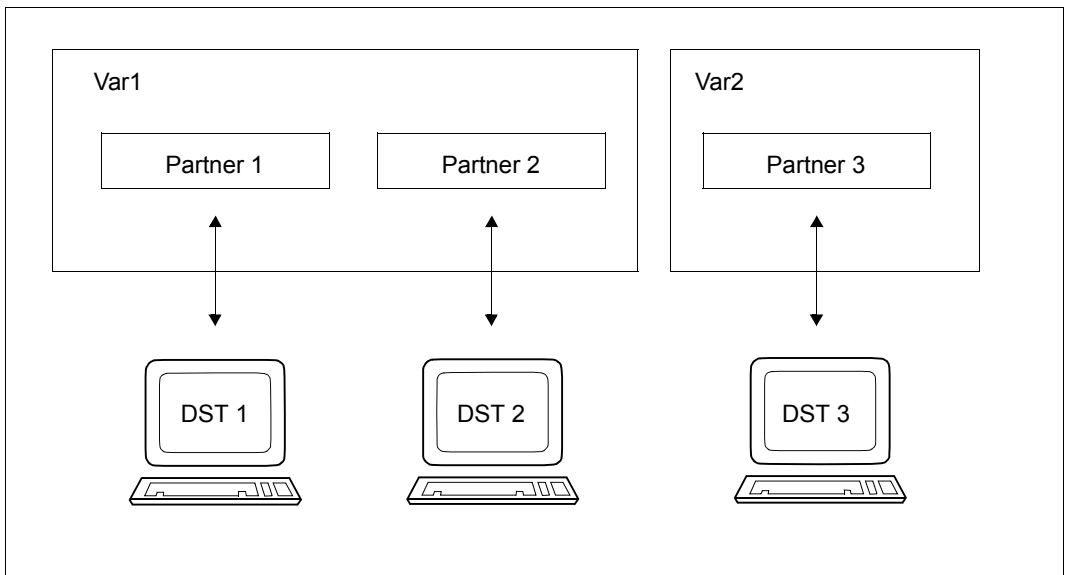 Var1
Var2
Partner 1
Partner 2
Partner 3
DST 1
DST 2
DST 3